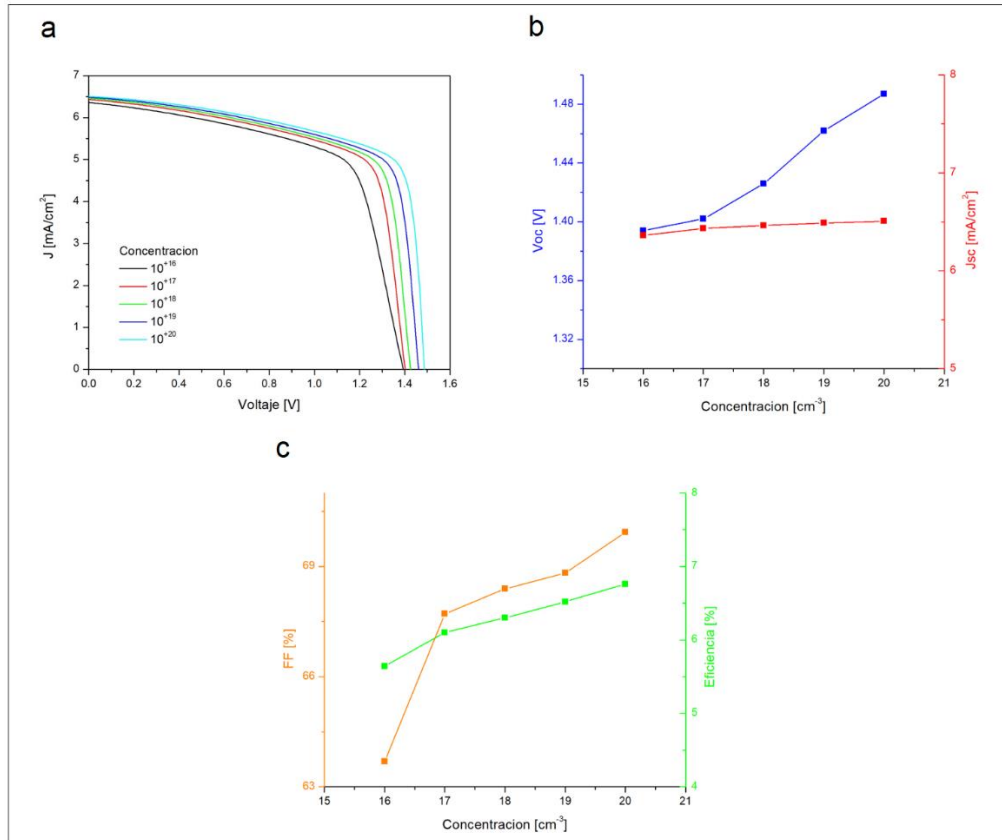 a
7
6
5
4
3
2
1
0
J [mA/cm²]
Concentracion
10⁺¹⁶
10⁺¹⁷
10⁺¹⁸
10⁺¹⁹
10⁺²⁰
0.0 0.2 0.4 0.6 0.8 1.0 1.2 1.4 1.6
Voltaje [V]
b
1.48
1.44
1.40
1.36
1.32
Voc [V]
8
7
6
5
Jsc [mA/cm²]
15 16 17 18 19 20 21
Concentracion [cm⁻³]
c
69
66
63
FF [%]
8
7
6
5
4
Eficiencia [%]
15 16 17 18 19 20 21
Concentracion [cm⁻³]